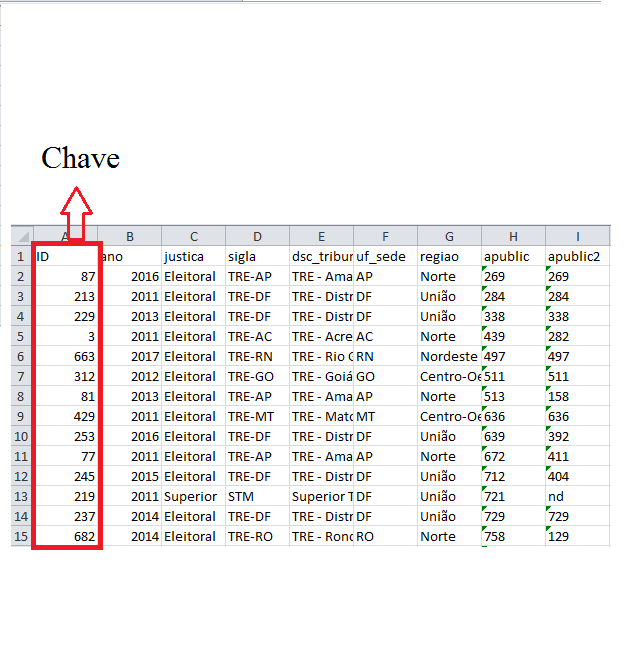 Chave
A B C D E F G H I
1 ID ano justica sigla dsc_tribur uf_sede regiao apublic apublic2
2 87 2016 Eleitoral TRE-AP TRE - Ama AP Norte 269 269
3 213 2011 Eleitoral TRE-DF TRE - Distr DF União 284 284
4 229 2013 Eleitoral TRE-DF TRE - Distr DF União 338 338
5 3 2011 Eleitoral TRE-AC TRE - Acre AC Norte 439 282
6 663 2017 Eleitoral TRE-RN TRE - Rio G RN Nordeste 497 497
7 312 2012 Eleitoral TRE-GO TRE - Goiá GO Centro-Oe 511 511
8 81 2013 Eleitoral TRE-AP TRE - Ama AP Norte 513 158
9 429 2011 Eleitoral TRE-MT TRE - Mato MT Centro-Oe 636 636
10 253 2016 Eleitoral TRE-DF TRE - Distr DF União 639 392
11 77 2011 Eleitoral TRE-AP TRE - Ama AP Norte 672 411
12 245 2015 Eleitoral TRE-DF TRE - Distr DF União 712 404
13 219 2011 Superior STM Superior T DF União 721 nd
14 237 2014 Eleitoral TRE-DF TRE - Distr DF União 729 729
15 682 2014 Eleitoral TRE-RO TRE - Rond RO Norte 758 129